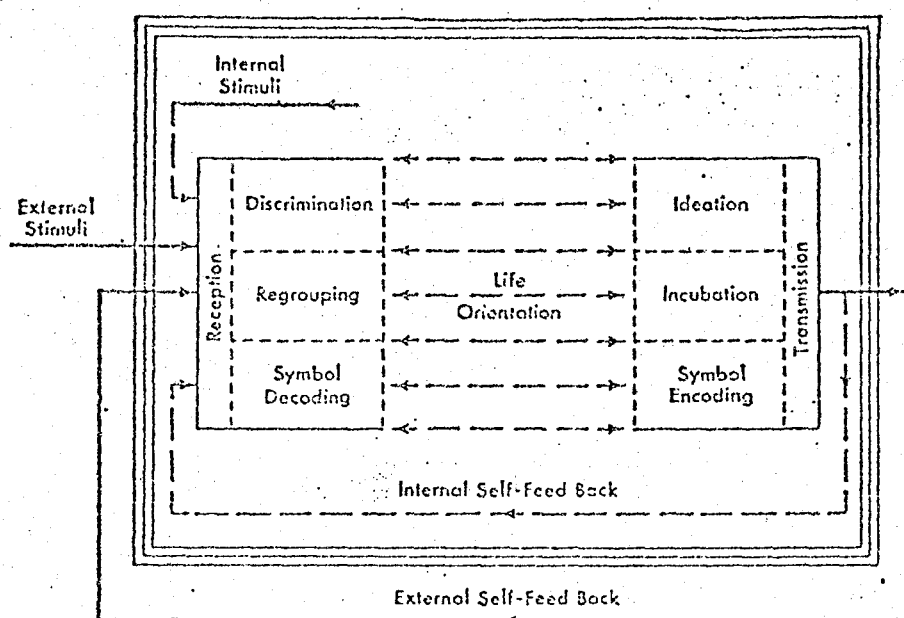 Internal
Stimuli
External
Stimuli
Reception
Discrimination
Regrouping
Symbol
Decoding
Life
Orientation
Ideation
Incubation
Symbol
Encoding
Transmission
Internal Self-Feed Back
External Self-Feed Back